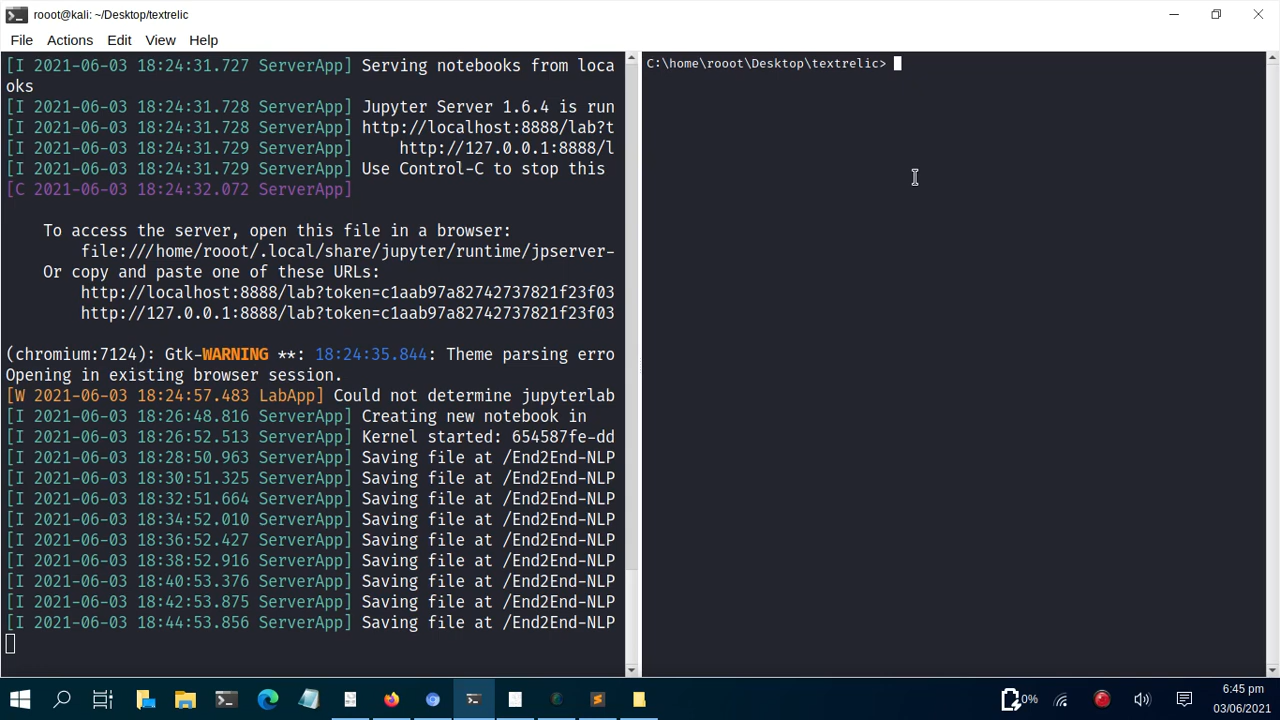 rooot@kali: ~/Desktop/textrelic
File Actions Edit View Help
[I 2021-06-03 18:24:31.727 ServerApp] Serving notebooks from loca
oks
[I 2021-06-03 18:24:31.728 ServerApp] Jupyter Server 1.6.4 is run
[I 2021-06-03 18:24:31.728 ServerApp] http://localhost:8888/lab?t
[I 2021-06-03 18:24:31.729 ServerApp]     http://127.0.0.1:8888/l
[I 2021-06-03 18:24:31.729 ServerApp] Use Control-C to stop this
[C 2021-06-03 18:24:32.072 ServerApp]
To access the server, open this file in a browser:
file:///home/rooot/.local/share/jupyter/runtime/jpserver-
Or copy and paste one of these URLs:
http://localhost:8888/lab?token=c1aab97a82742737821f23f03
http://127.0.0.1:8888/lab?token=c1aab97a82742737821f23f03
(chromium:7124): Gtk-WARNING **: 18:24:35.844: Theme parsing erro
Opening in existing browser session.
[W 2021-06-03 18:24:57.483 LabApp] Could not determine jupyterlab
[I 2021-06-03 18:26:48.816 ServerApp] Creating new notebook in
[I 2021-06-03 18:26:52.513 ServerApp] Kernel started: 654587fe-dd
[I 2021-06-03 18:28:50.963 ServerApp] Saving file at /End2End-NLP
[I 2021-06-03 18:30:51.325 ServerApp] Saving file at /End2End-NLP
[I 2021-06-03 18:32:51.664 ServerApp] Saving file at /End2End-NLP
[I 2021-06-03 18:34:52.010 ServerApp] Saving file at /End2End-NLP
[I 2021-06-03 18:36:52.427 ServerApp] Saving file at /End2End-NLP
[I 2021-06-03 18:38:52.916 ServerApp] Saving file at /End2End-NLP
[I 2021-06-03 18:40:53.376 ServerApp] Saving file at /End2End-NLP
[I 2021-06-03 18:42:53.875 ServerApp] Saving file at /End2End-NLP
[I 2021-06-03 18:44:53.856 ServerApp] Saving file at /End2End-NLP
C:\home\rooot\Desktop\textrelic>
0%
6:45 pm
03/06/2021